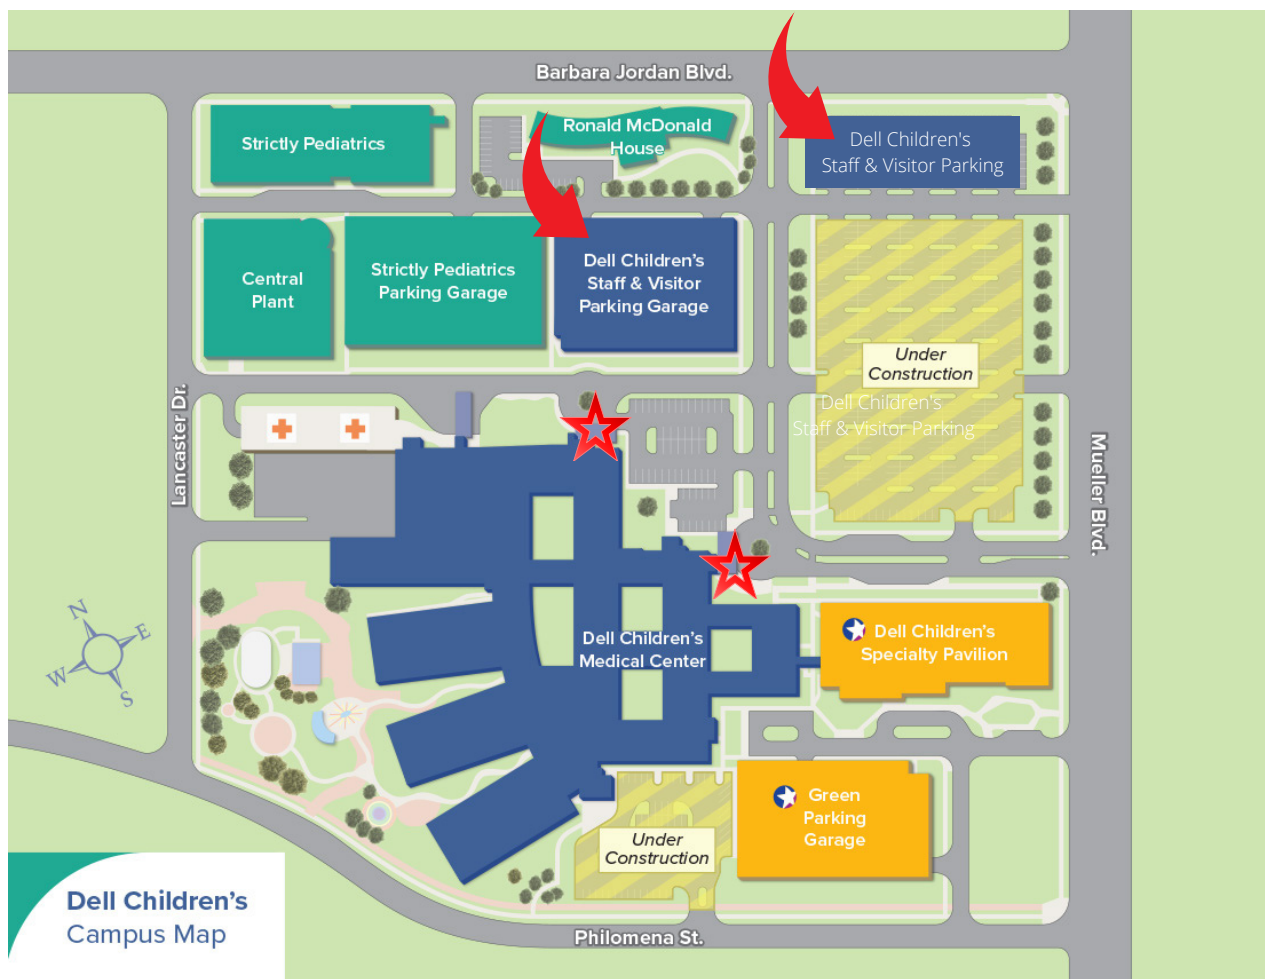 Barbara Jordan Blvd.
Strictly Pediatrics
Ronald McDonald
House
Dell Children's
Staff & Visitor Parking
Central
Plant
Strictly Pediatrics
Parking Garage
Dell Children's
Staff & Visitor
Parking Garage
Under
Construction
Dell Children's
Staff & Visitor Parking
Lancaster Dr.
Mueller Blvd.
N
E
W
S
Dell Children's
Medical Center
Dell Children's
Specialty Pavilion
Green
Parking
Garage
Under
Construction
Dell Children's
Campus Map
Philomena St.